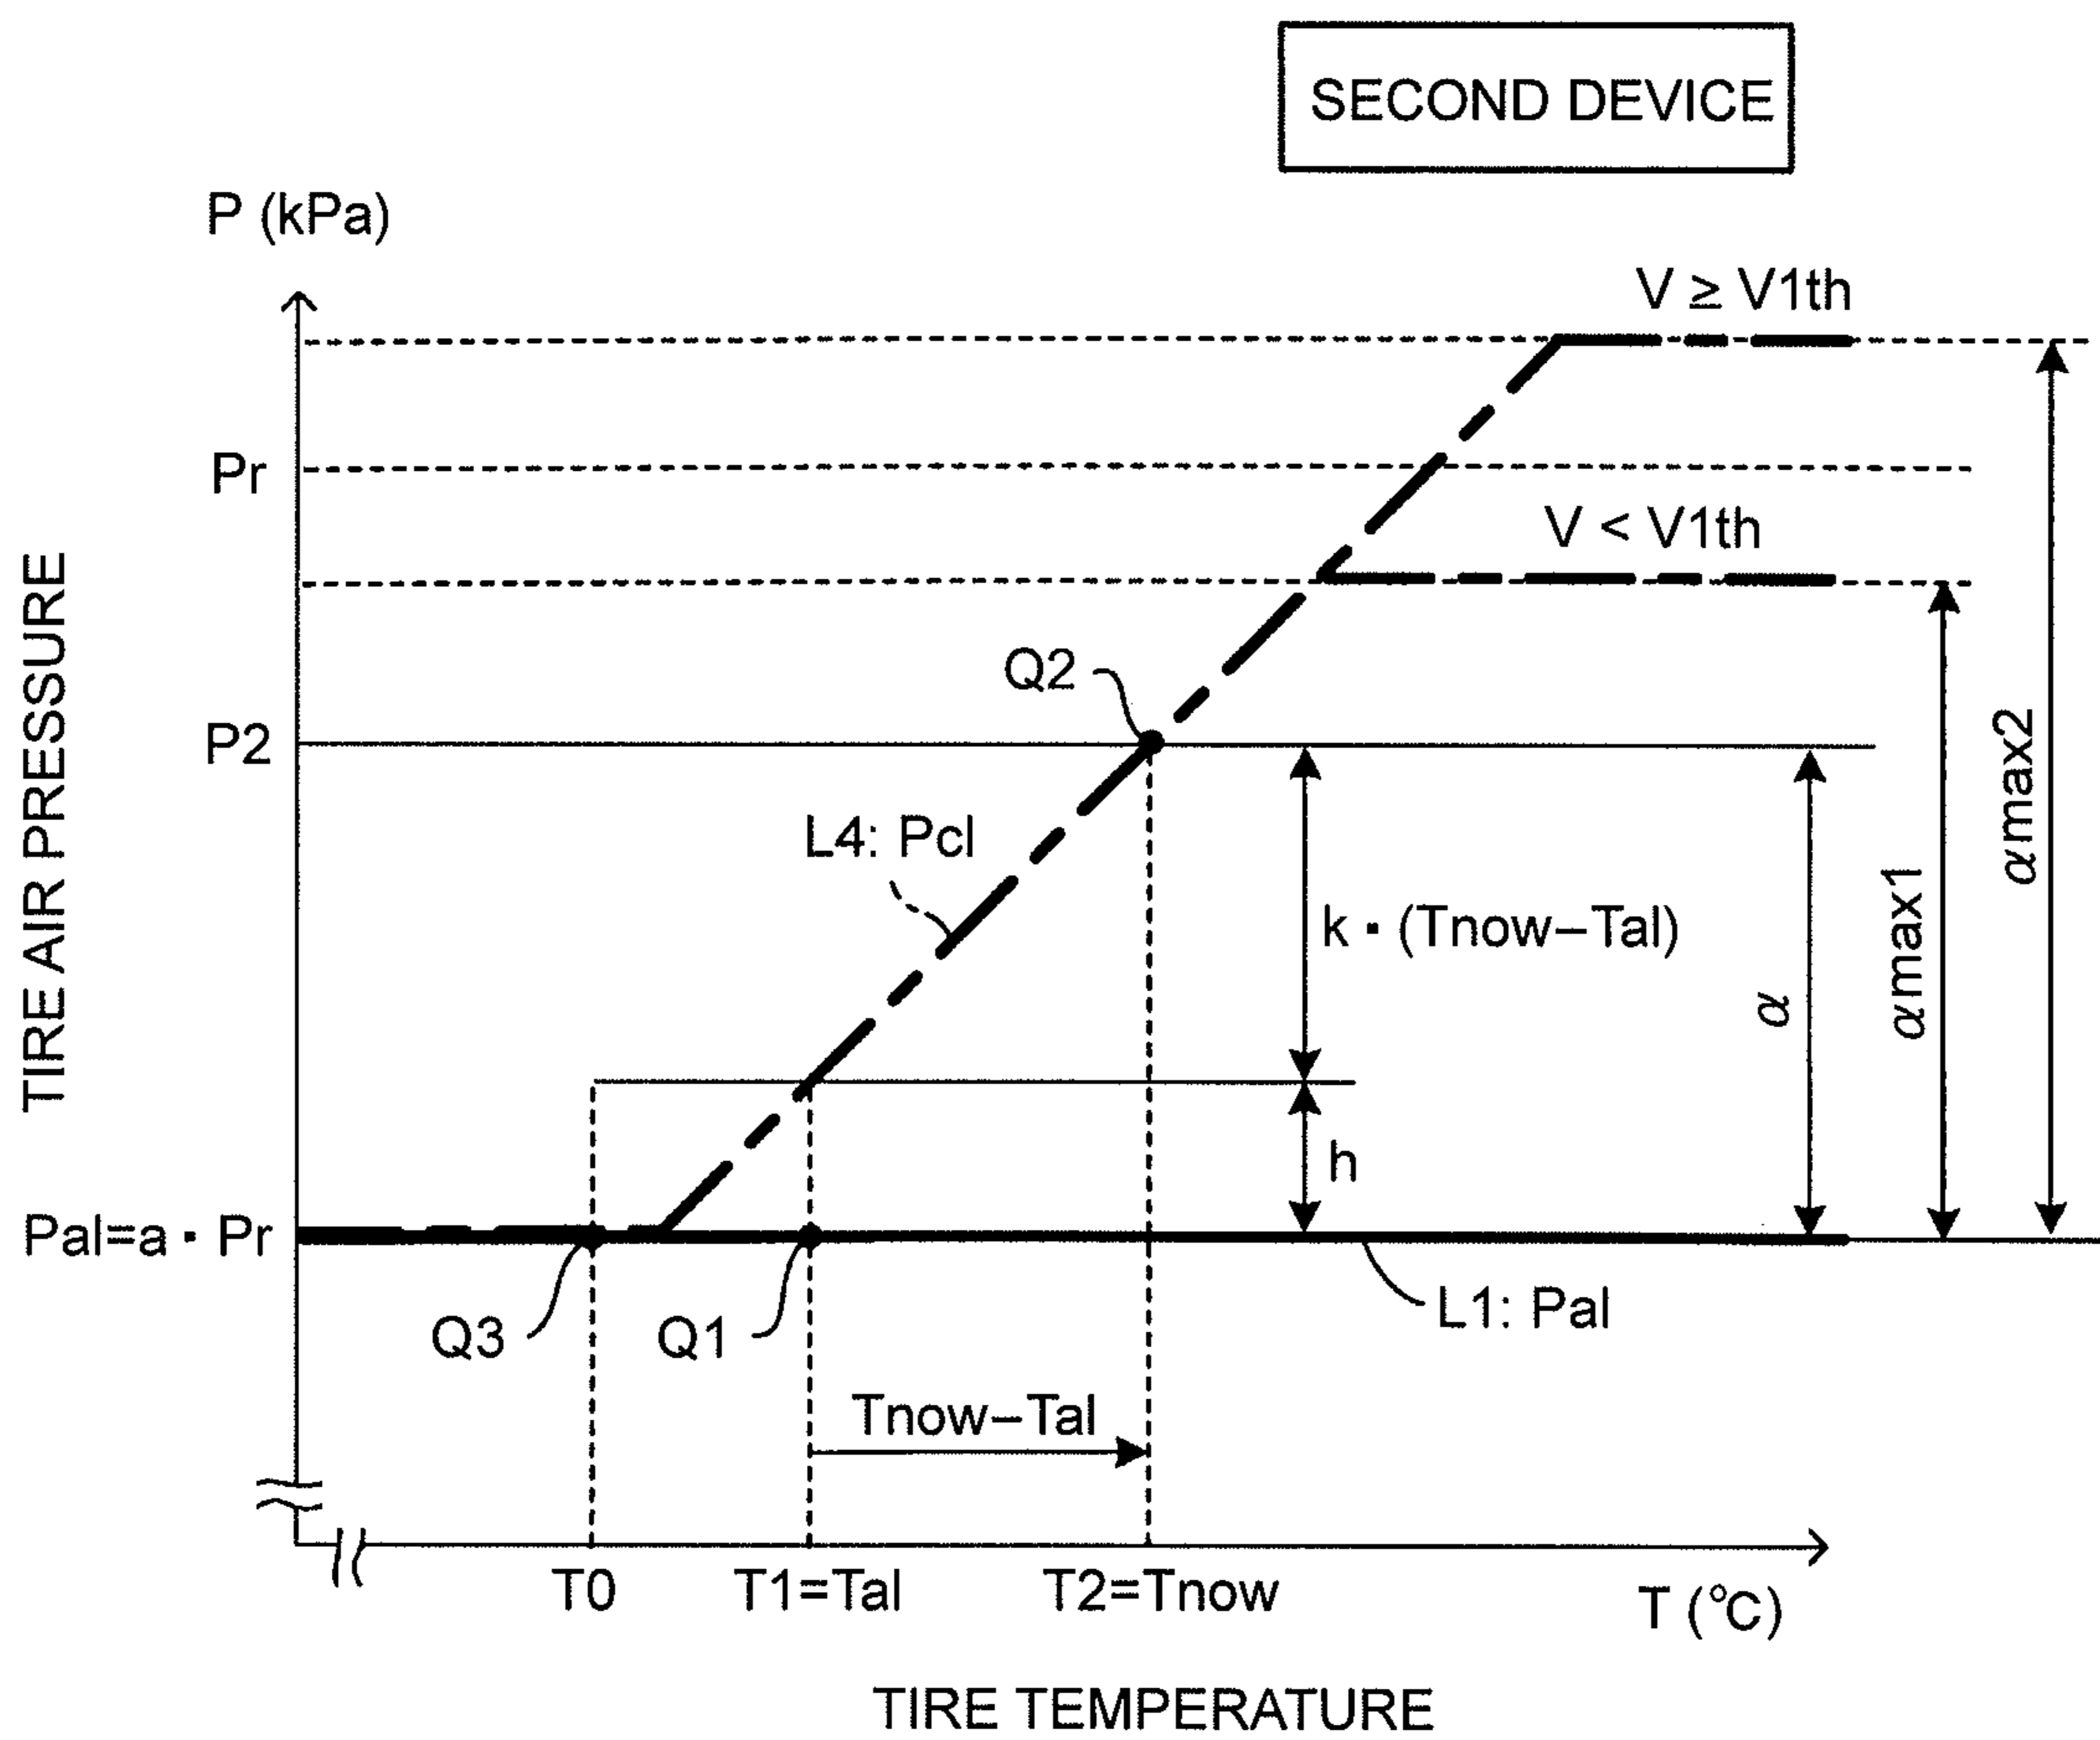 SECOND DEVICE
P (kPa)
V ≥ V1th
Pr
V < V1th
Q2
P2
αmax2
L4: Pcl
αmax1
k ▪ (Tnow−Tal)
α
TIRE AIR PRESSURE
h
Pal=a ▪ Pr
L1: Pal
Q3
Q1
Tnow−Tal
T0
T1=Tal
T2=Tnow
T (℃)
TIRE TEMPERATURE